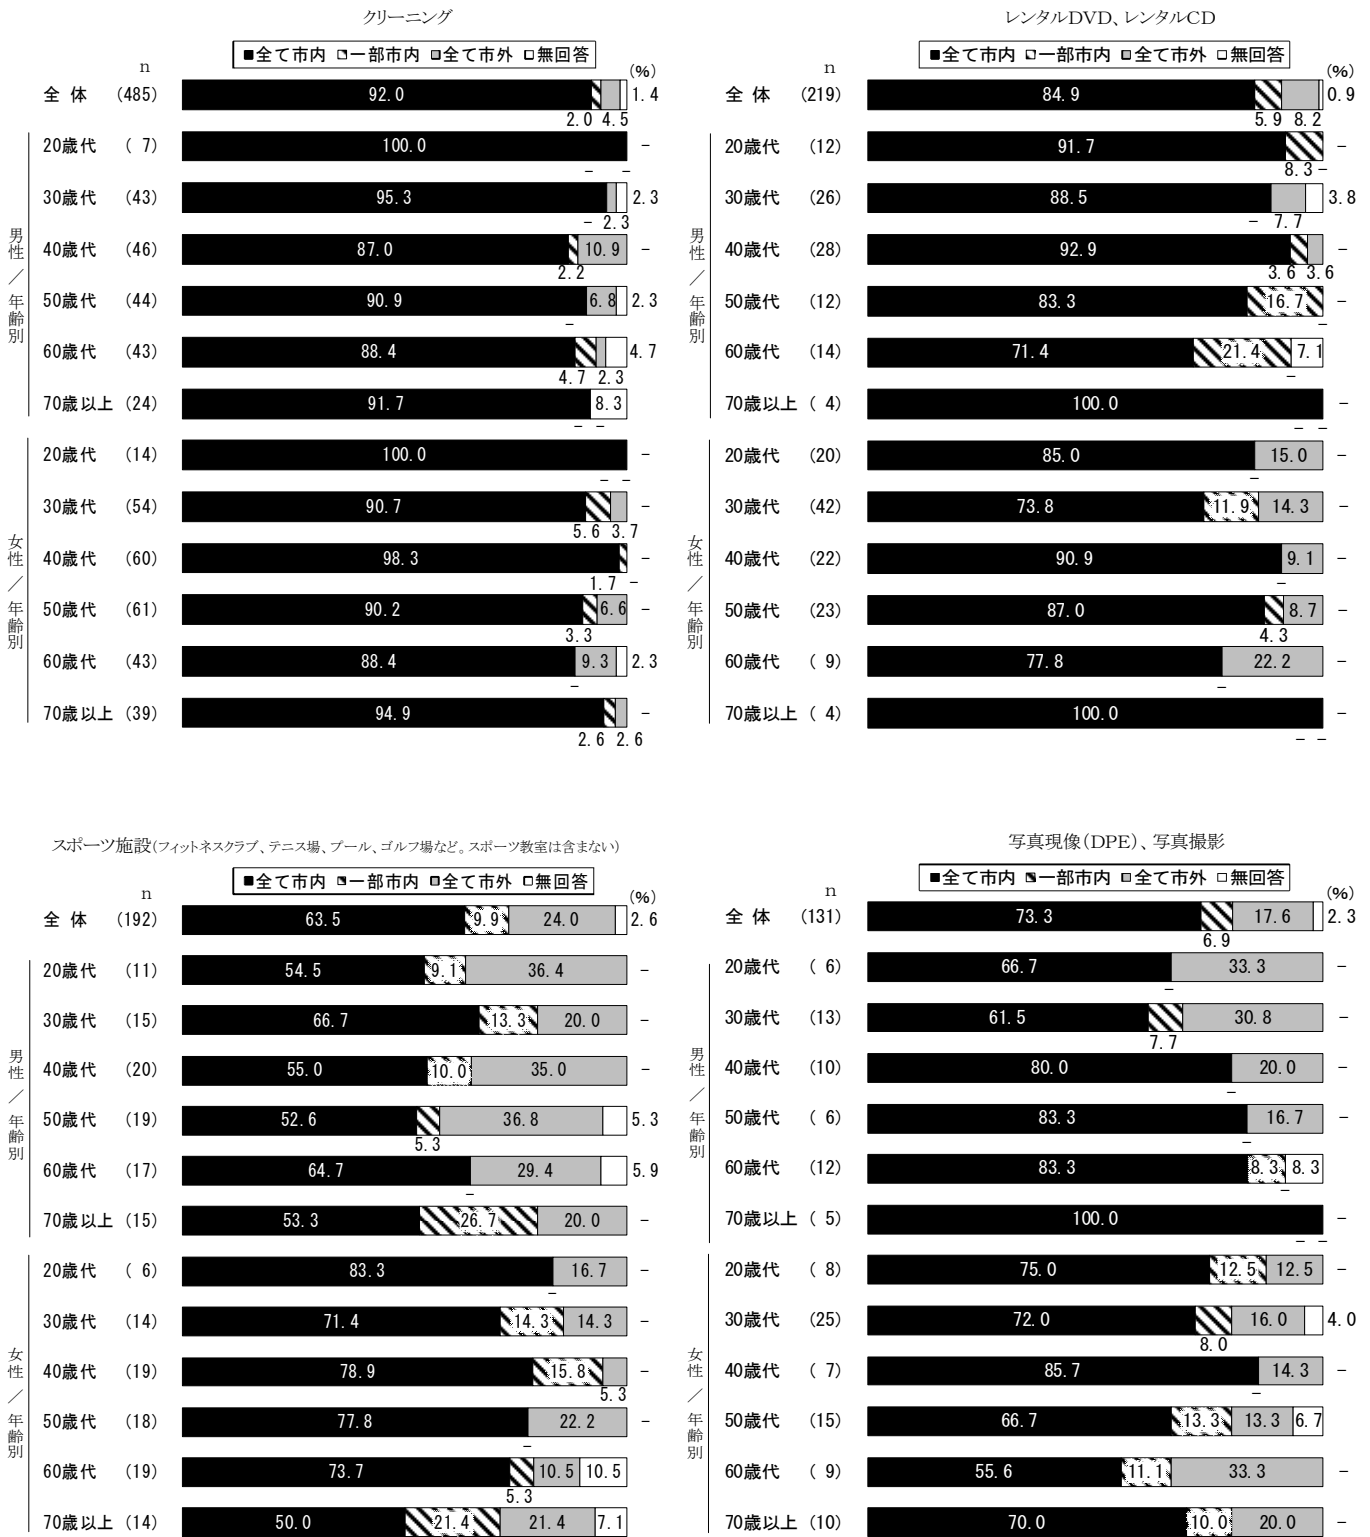 クリーニング
■全て市内 一部市内 全て市外 無回答
n (%)
全 体 (485) 92.0 2.0 4.5 1.4
男性／年齢別
20歳代 ( 7) 100.0 - - -
30歳代 (43) 95.3 - 2.3 2.3
40歳代 (46) 87.0 2.2 10.9 -
50歳代 (44) 90.9 - 6.8 2.3
60歳代 (43) 88.4 4.7 2.3 4.7
70歳以上 (24) 91.7 - - 8.3
女性／年齢別
20歳代 (14) 100.0 - - -
30歳代 (54) 90.7 5.6 3.7 -
40歳代 (60) 98.3 1.7 - -
50歳代 (61) 90.2 3.3 6.6 -
60歳代 (43) 88.4 - 9.3 2.3
70歳以上 (39) 94.9 2.6 2.6 -
レンタルDVD、レンタルCD
■全て市内 一部市内 全て市外 無回答
n (%)
全 体 (219) 84.9 5.9 8.2 0.9
男性／年齢別
20歳代 (12) 91.7 8.3 - -
30歳代 (26) 88.5 - 7.7 3.8
40歳代 (28) 92.9 3.6 3.6 -
50歳代 (12) 83.3 16.7 - -
60歳代 (14) 71.4 21.4 - 7.1
70歳以上 ( 4) 100.0 - - -
女性／年齢別
20歳代 (20) 85.0 - 15.0 -
30歳代 (42) 73.8 11.9 14.3 -
40歳代 (22) 90.9 - 9.1 -
50歳代 (23) 87.0 4.3 8.7 -
60歳代 ( 9) 77.8 - 22.2 -
70歳以上 ( 4) 100.0 - - -
スポーツ施設(フィットネスクラブ、テニス場、プール、ゴルフ場など。スポーツ教室は含まない)
■全て市内 一部市内 全て市外 無回答
n (%)
全 体 (192) 63.5 9.9 24.0 2.6
男性／年齢別
20歳代 (11) 54.5 9.1 36.4 -
30歳代 (15) 66.7 13.3 20.0 -
40歳代 (20) 55.0 10.0 35.0 -
50歳代 (19) 52.6 5.3 36.8 5.3
60歳代 (17) 64.7 - 29.4 5.9
70歳以上 (15) 53.3 26.7 20.0 -
女性／年齢別
20歳代 ( 6) 83.3 - 16.7 -
30歳代 (14) 71.4 14.3 14.3 -
40歳代 (19) 78.9 15.8 5.3 -
50歳代 (18) 77.8 - 22.2 -
60歳代 (19) 73.7 5.3 10.5 10.5
70歳以上 (14) 50.0 21.4 21.4 7.1
写真現像(DPE)、写真撮影
■全て市内 一部市内 全て市外 無回答
n (%)
全 体 (131) 73.3 6.9 17.6 2.3
男性／年齢別
20歳代 ( 6) 66.7 - 33.3 -
30歳代 (13) 61.5 7.7 30.8 -
40歳代 (10) 80.0 - 20.0 -
50歳代 ( 6) 83.3 - 16.7 -
60歳代 (12) 83.3 8.3 - 8.3
70歳以上 ( 5) 100.0 - - -
女性／年齢別
20歳代 ( 8) 75.0 12.5 12.5 -
30歳代 (25) 72.0 8.0 16.0 4.0
40歳代 ( 7) 85.7 - 14.3 -
50歳代 (15) 66.7 13.3 13.3 6.7
60歳代 ( 9) 55.6 11.1 33.3 -
70歳以上 (10) 70.0 10.0 20.0 -